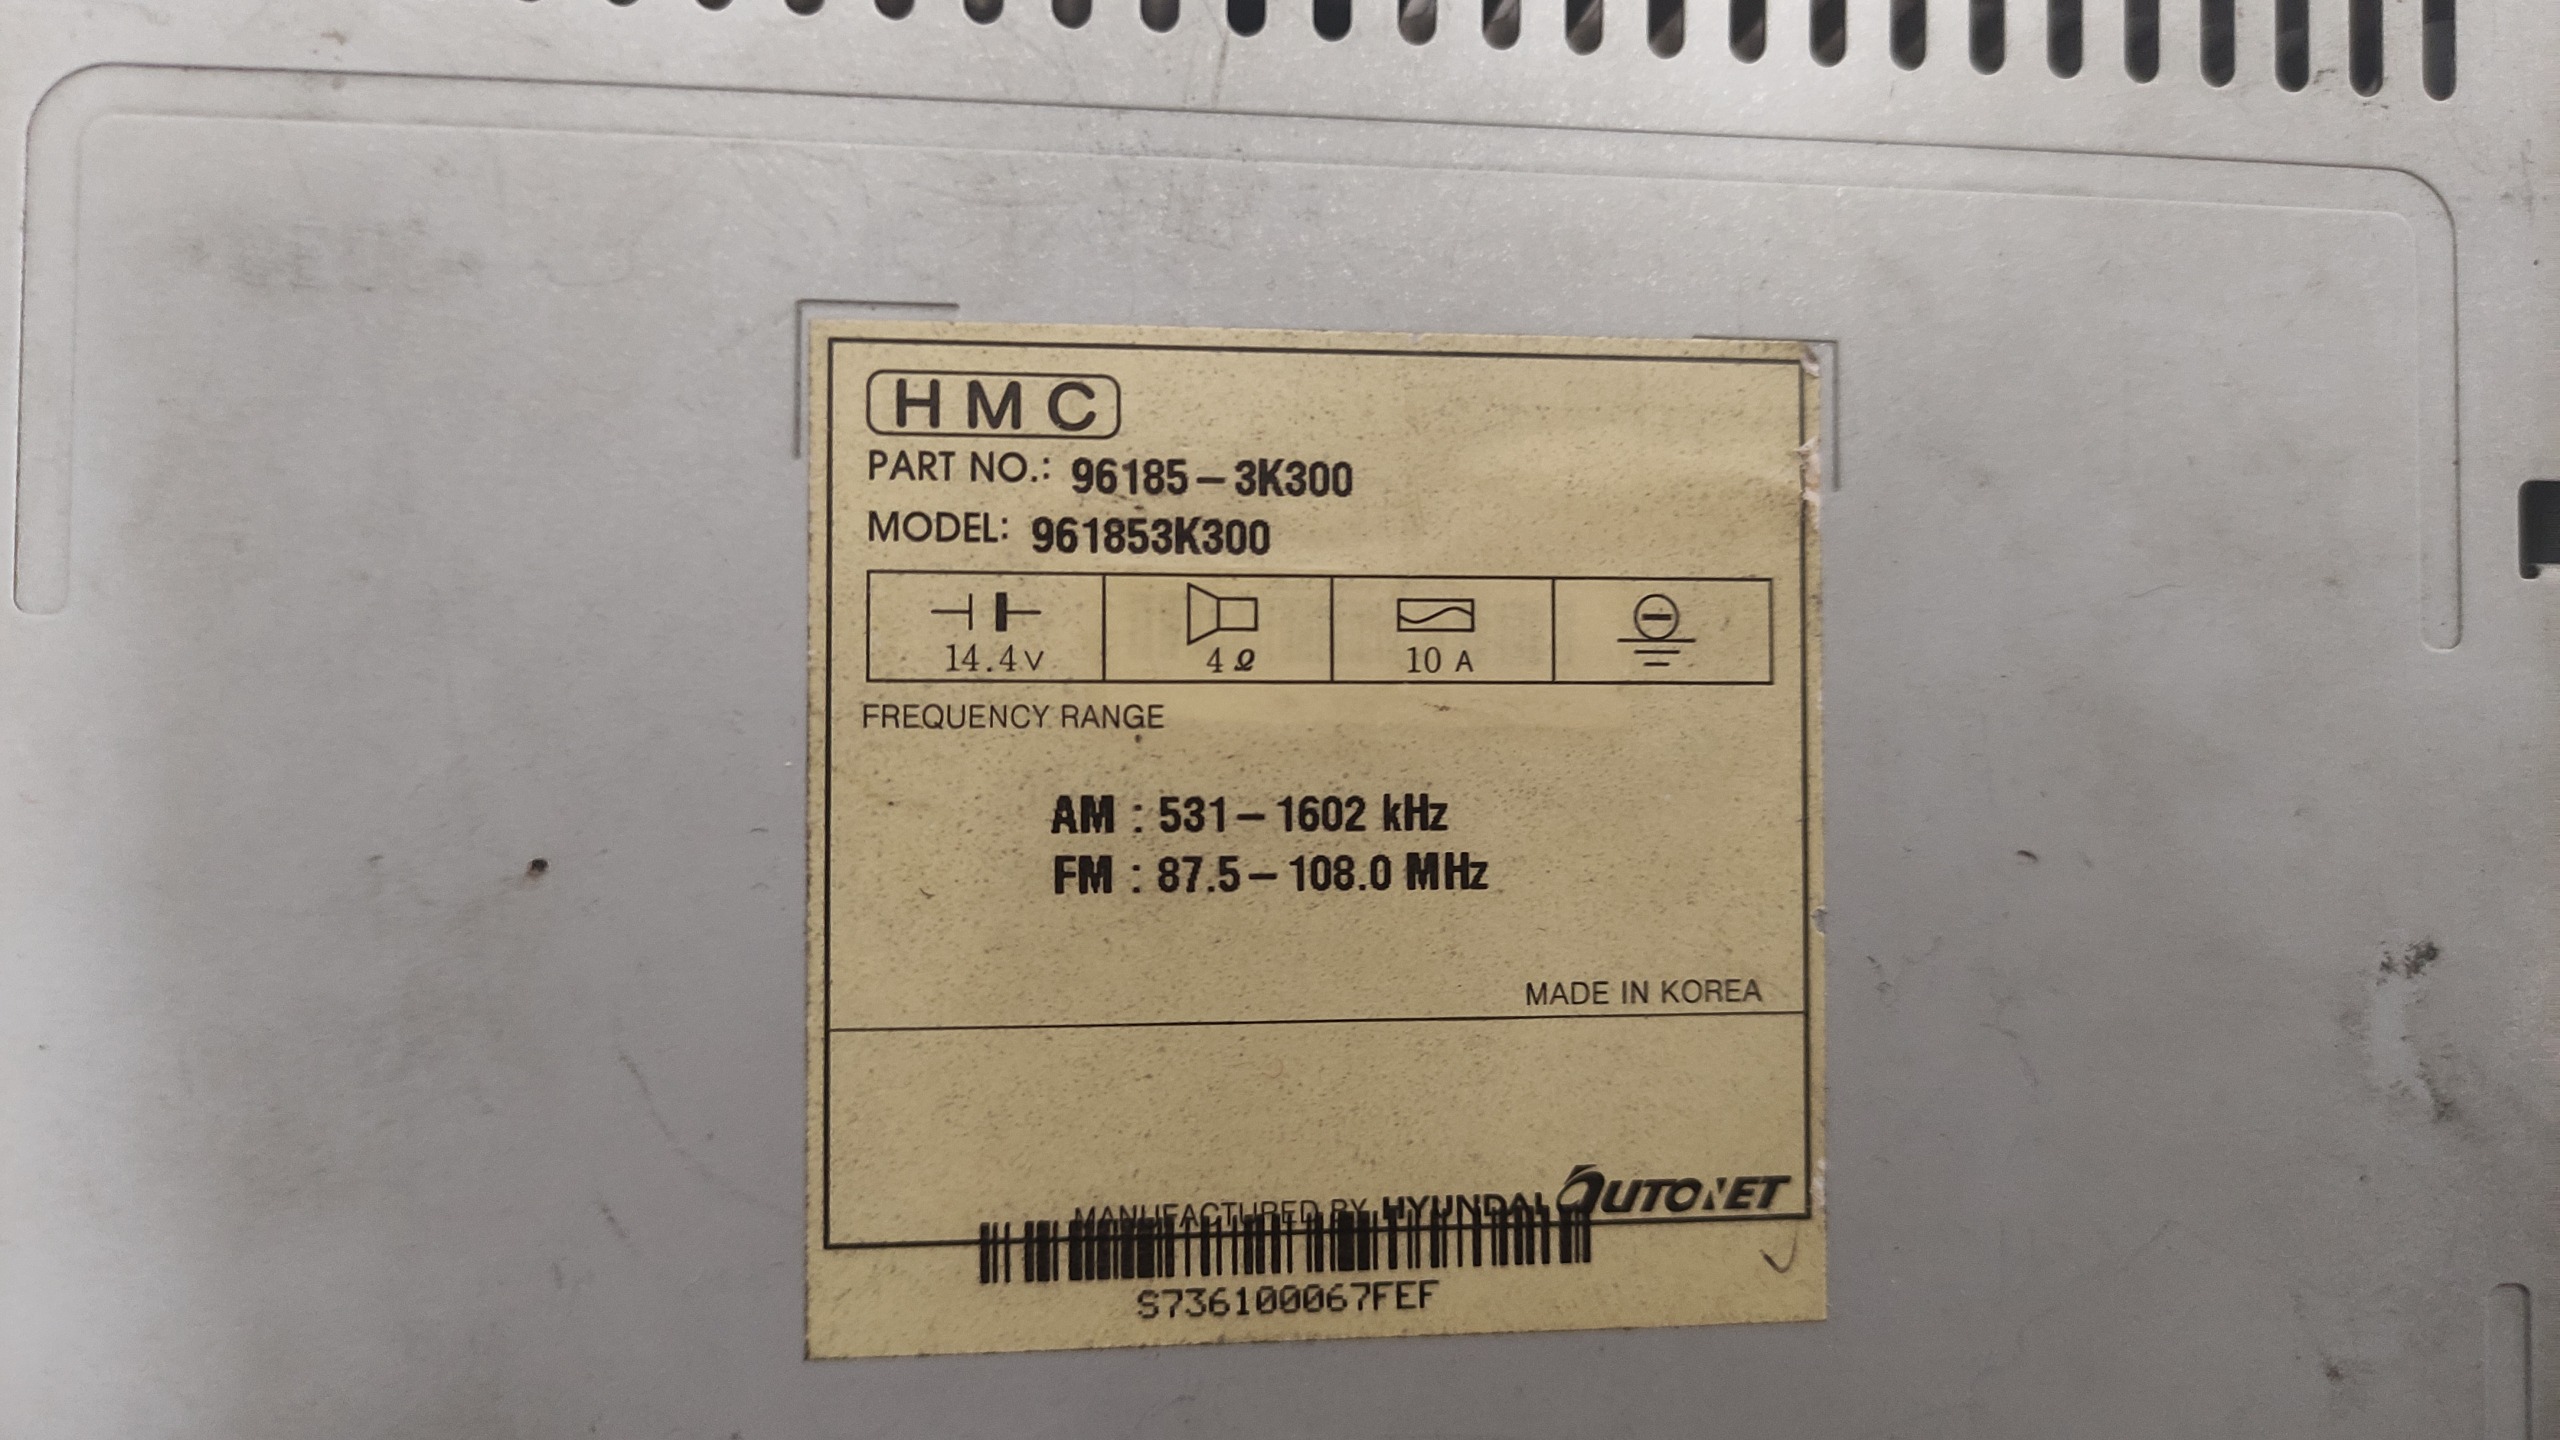 HMC
PART NO.: 96185-3K300
MODEL: 961853K300
14.4V 4Ω 10 A
FREQUENCY RANGE
AM : 531-1602 kHz
FM : 87.5-108.0 MHz
MADE IN KOREA
MANUFACTURED BY HYUNDAI AUTONET
S736100067FEF